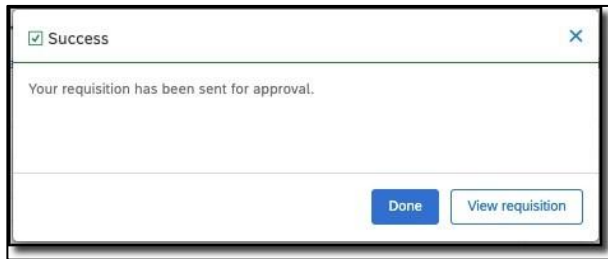 Success
Your requisition has been sent for approval.
Done
View requisition